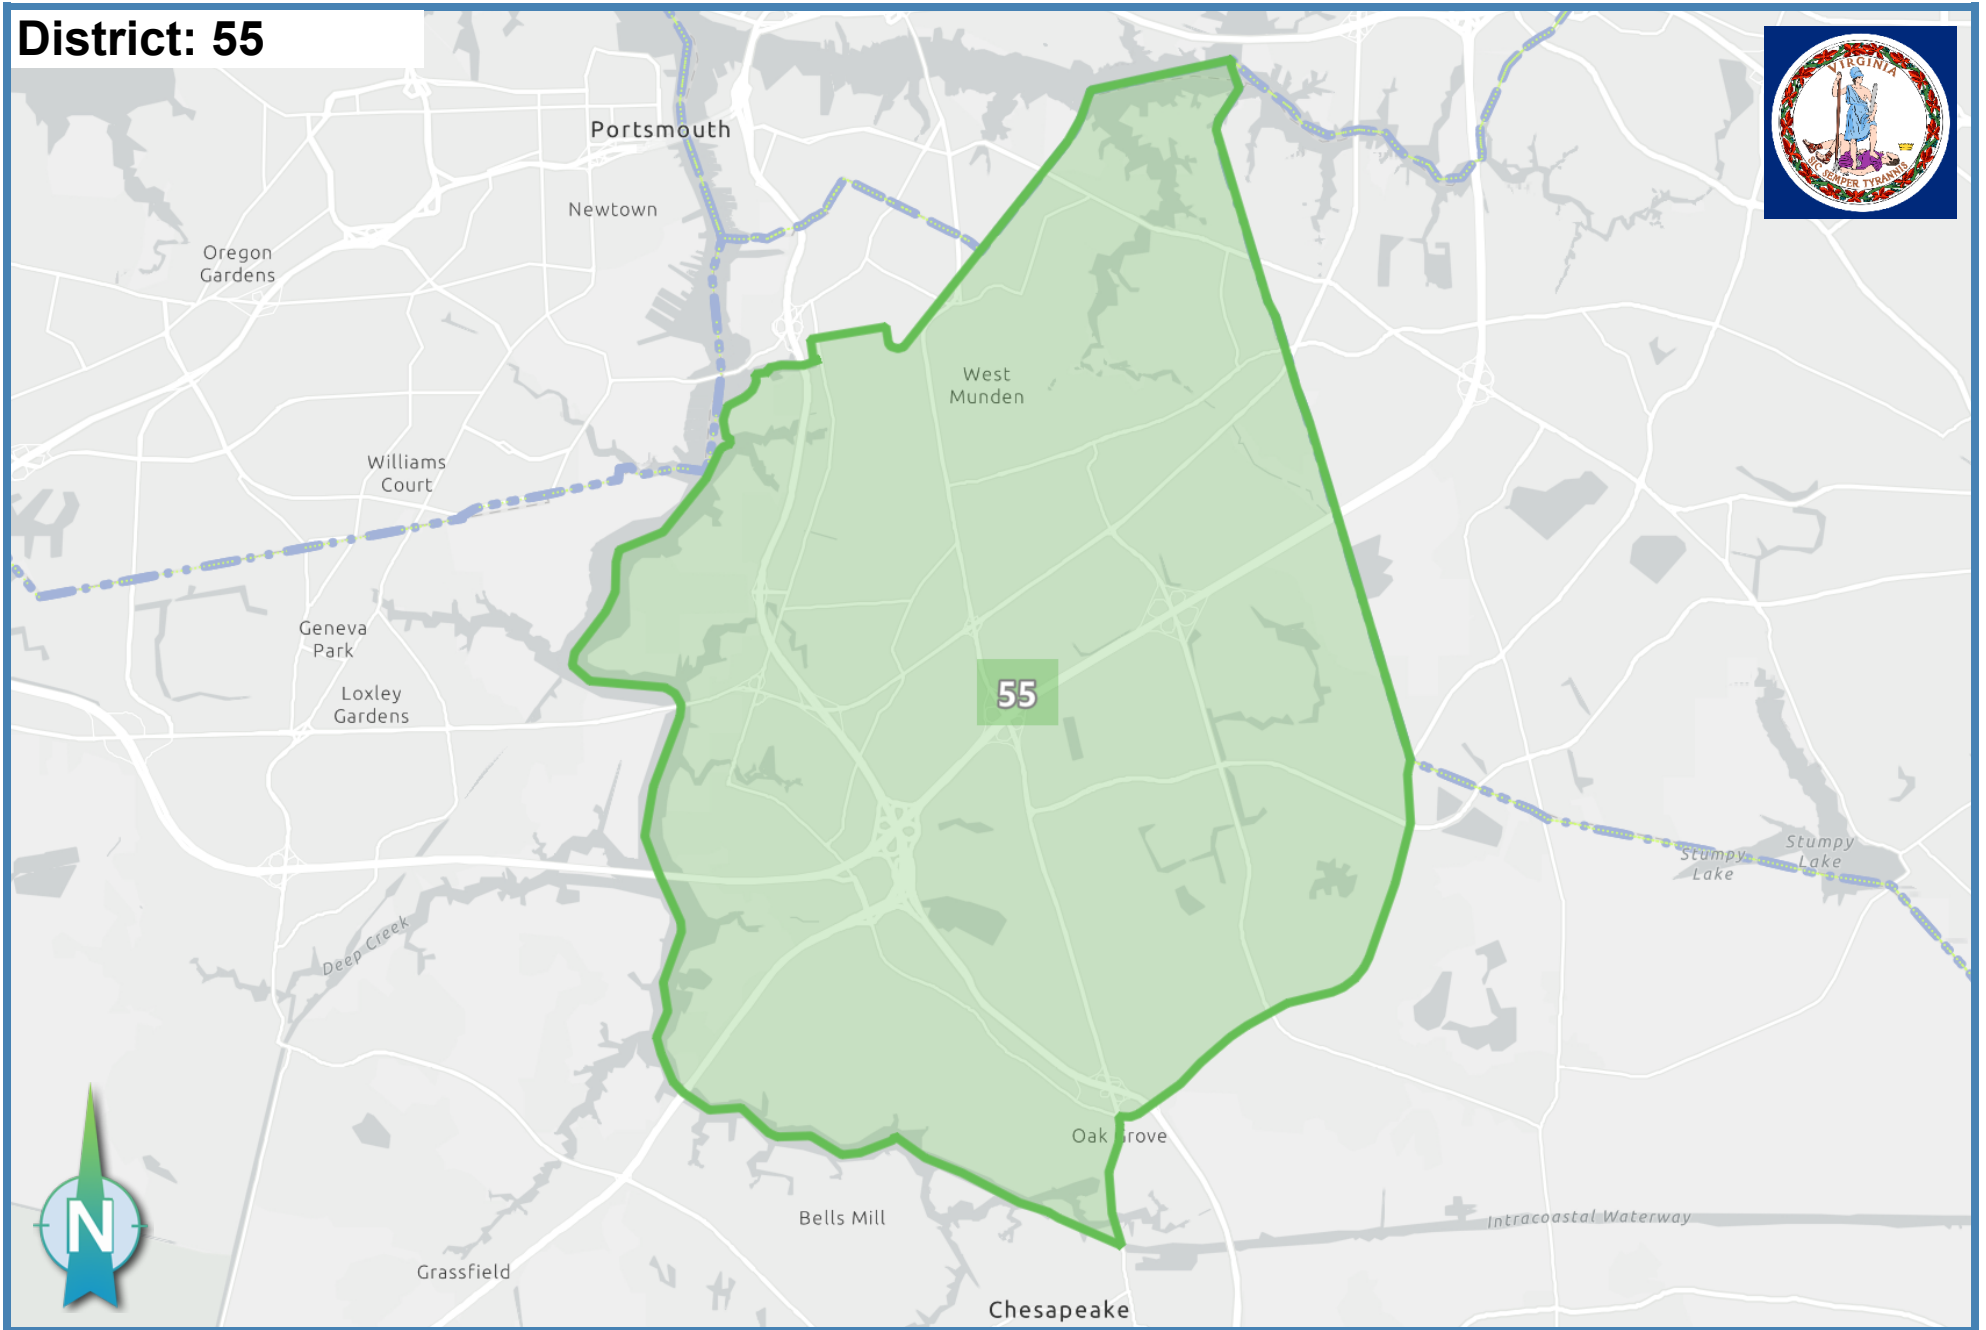 District: 55
VIRGINIA
SIC SEMPER TYRANNIS
Portsmouth
Newtown
Oregon
Gardens
West
Munden
Williams
Court
Geneva
Park
Loxley
Gardens
55
Stumpy
Lake
Stumpy
Lake
Deep Creek
Oak Grove
Bells Mill
Intracoastal Waterway
Grassfield
Chesapeake
N